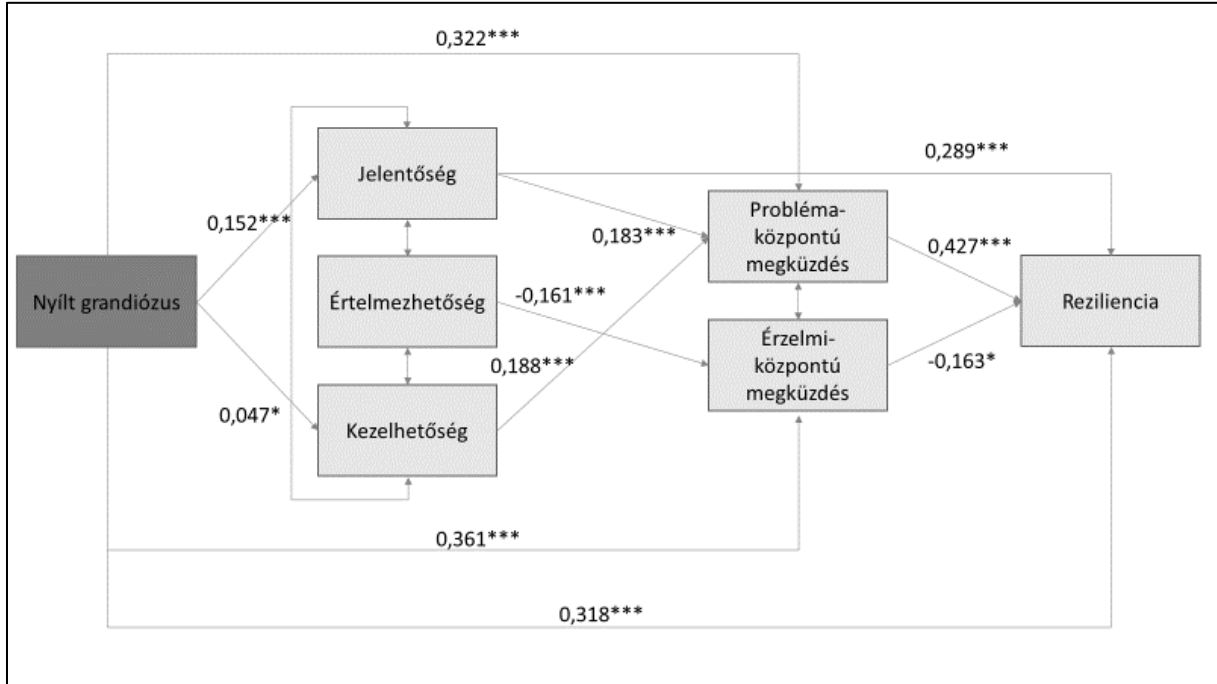 0,322***
Jelentőség
0,289***
Probléma-
központú
megküzdés
0,152***
0,183***
0,427***
Nyílt grandiózus
Értelmezhetőség
-0,161***
Reziliencia
Érzelmi-
központú
megküzdés
0,188***
-0,163*
0,047*
Kezelhetőség
0,361***
0,318***